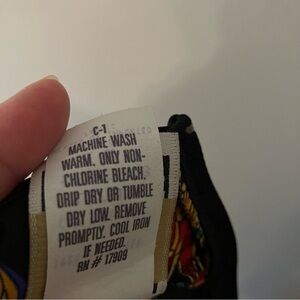 C-1
MACHINE WASH
WARM. ONLY NON-
CHLORINE BLEACH.
DRIP DRY OR TUMBLE
DRY LOW. REMOVE
PROMPTLY. COOL IRON
IF NEEDED.
RN # 17909